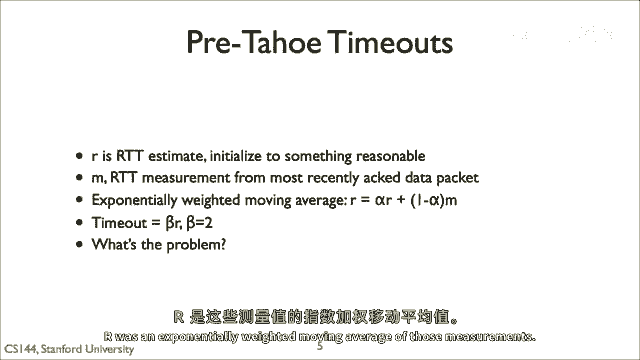 Pre-Tahoe Timeouts
• r is RTT estimate, initialize to something reasonable
• m, RTT measurement from most recently acked data packet
• Exponentially weighted moving average: r = αr + (1-α)m
• Timeout = βr, β=2
• What's the problem?
R 是这些测量值的指数加权移动平均值。
R was an exponentially weighted moving average of those measurements.
CS144, Stanford University
5